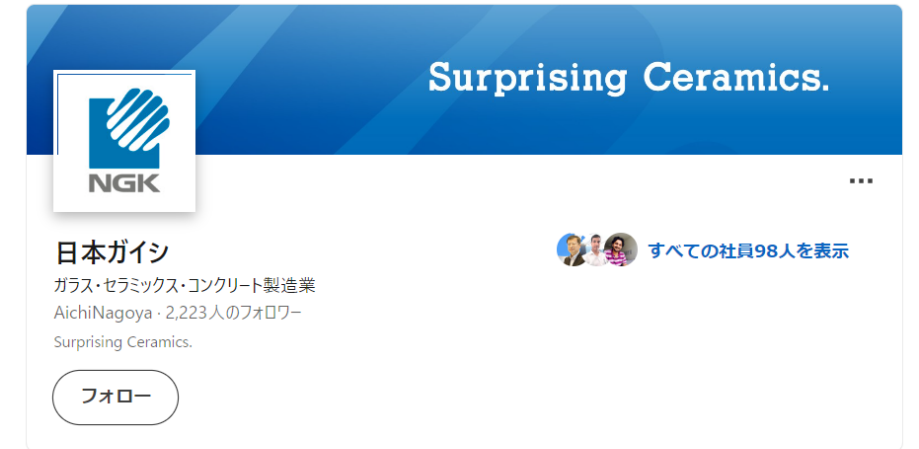 Surprising Ceramics.
NGK
日本ガイシ
すべての社員98人を表示
ガラス・セラミックス・コンクリート製造業
AichiNagoya · 2,223人のフォロワー
Surprising Ceramics.
フォロー